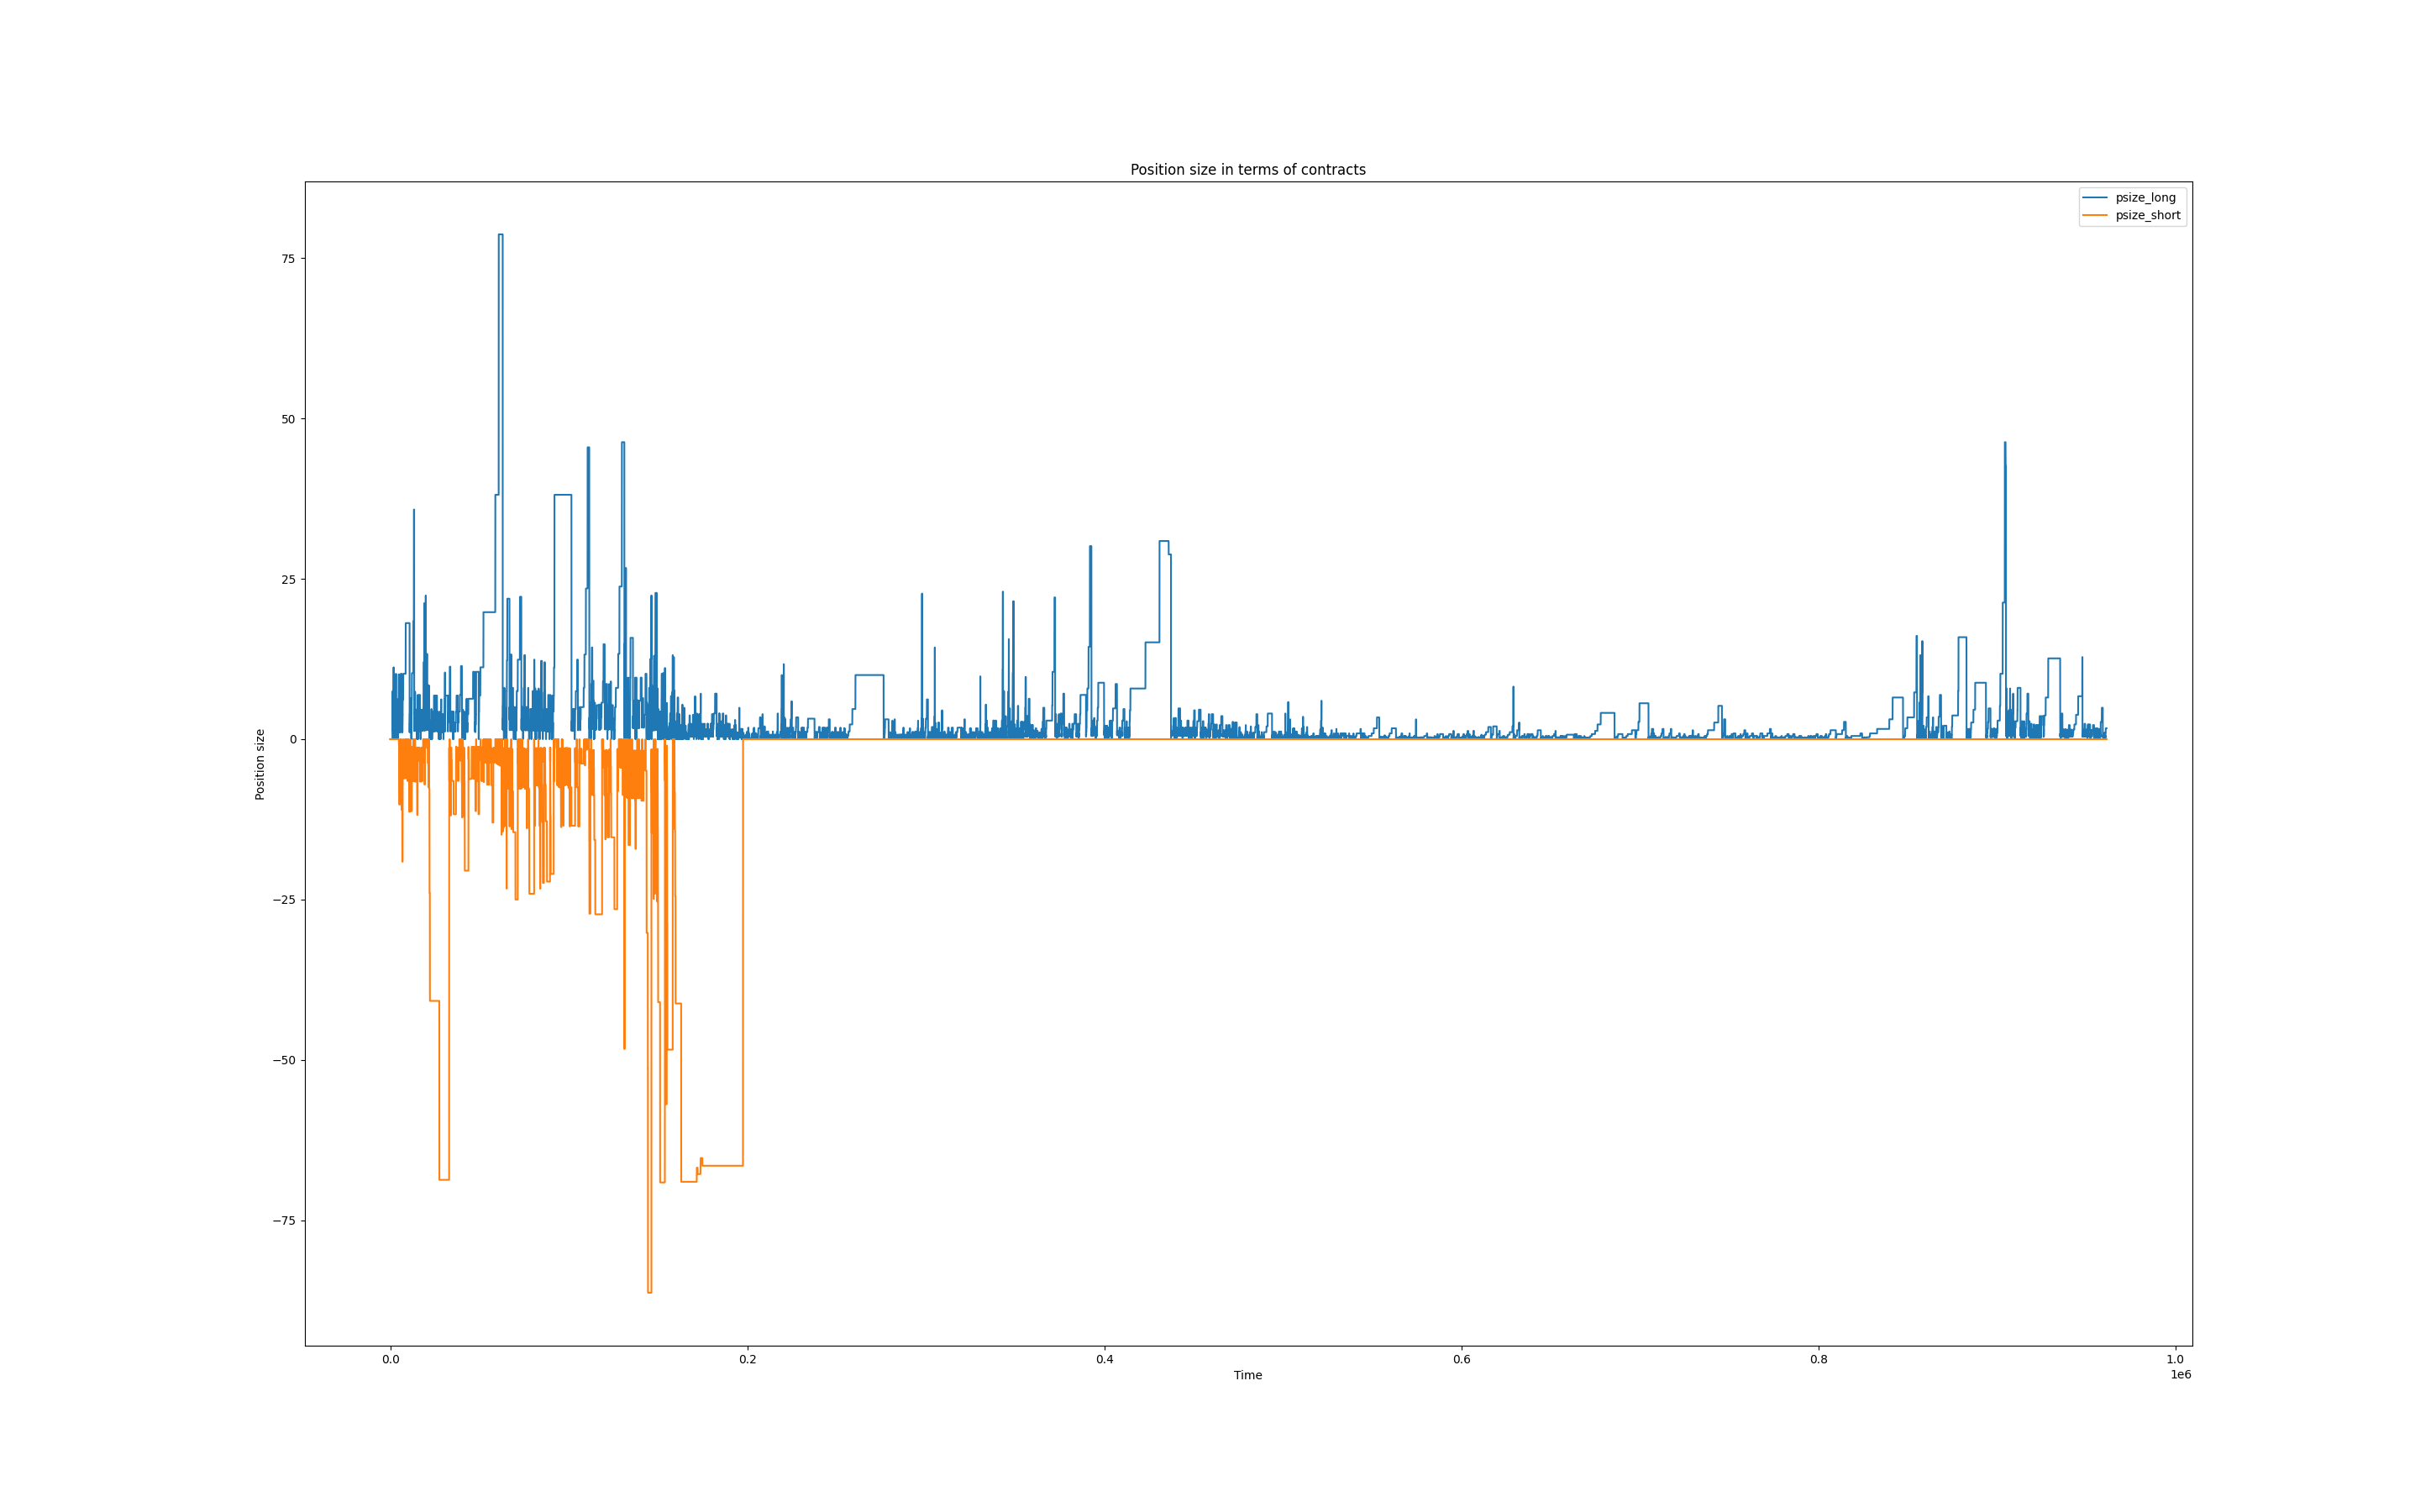 Position size in terms of contracts
psize_long
psize_short
75
50
25
0
−25
−50
−75
Position size
0.0
0.2
0.4
0.6
0.8
1.0
1e6
Time